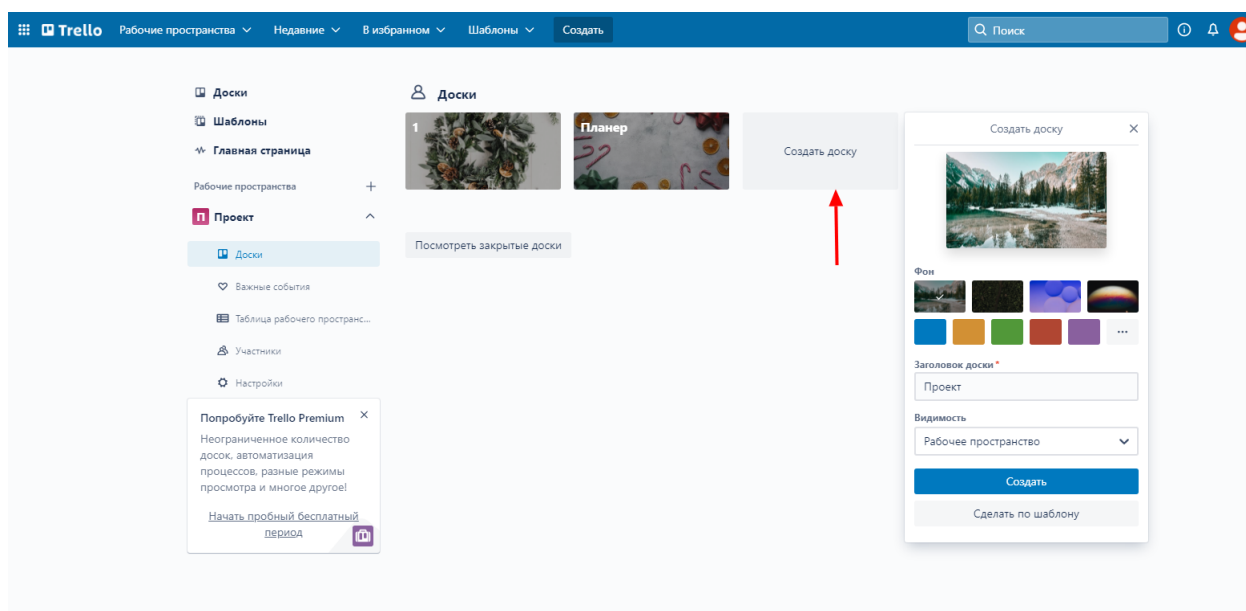 Trello
Рабочие пространства
Недавние
В избранном
Шаблоны
Создать
Поиск
Доски
Шаблоны
Главная страница
Рабочие пространства
П Проект
Доски
Важные события
Таблица рабочего пространс...
Участники
Настройки
Попробуйте Trello Premium
Неограниченное количество
досок, автоматизация
процессов, разные режимы
просмотра и многое другое!
Начать пробный бесплатный
период
Доски
1
Планер
Создать доску
Посмотреть закрытые доски
Создать доску
Фон
Заголовок доски *
Проект
Видимость
Рабочее пространство
Создать
Сделать по шаблону